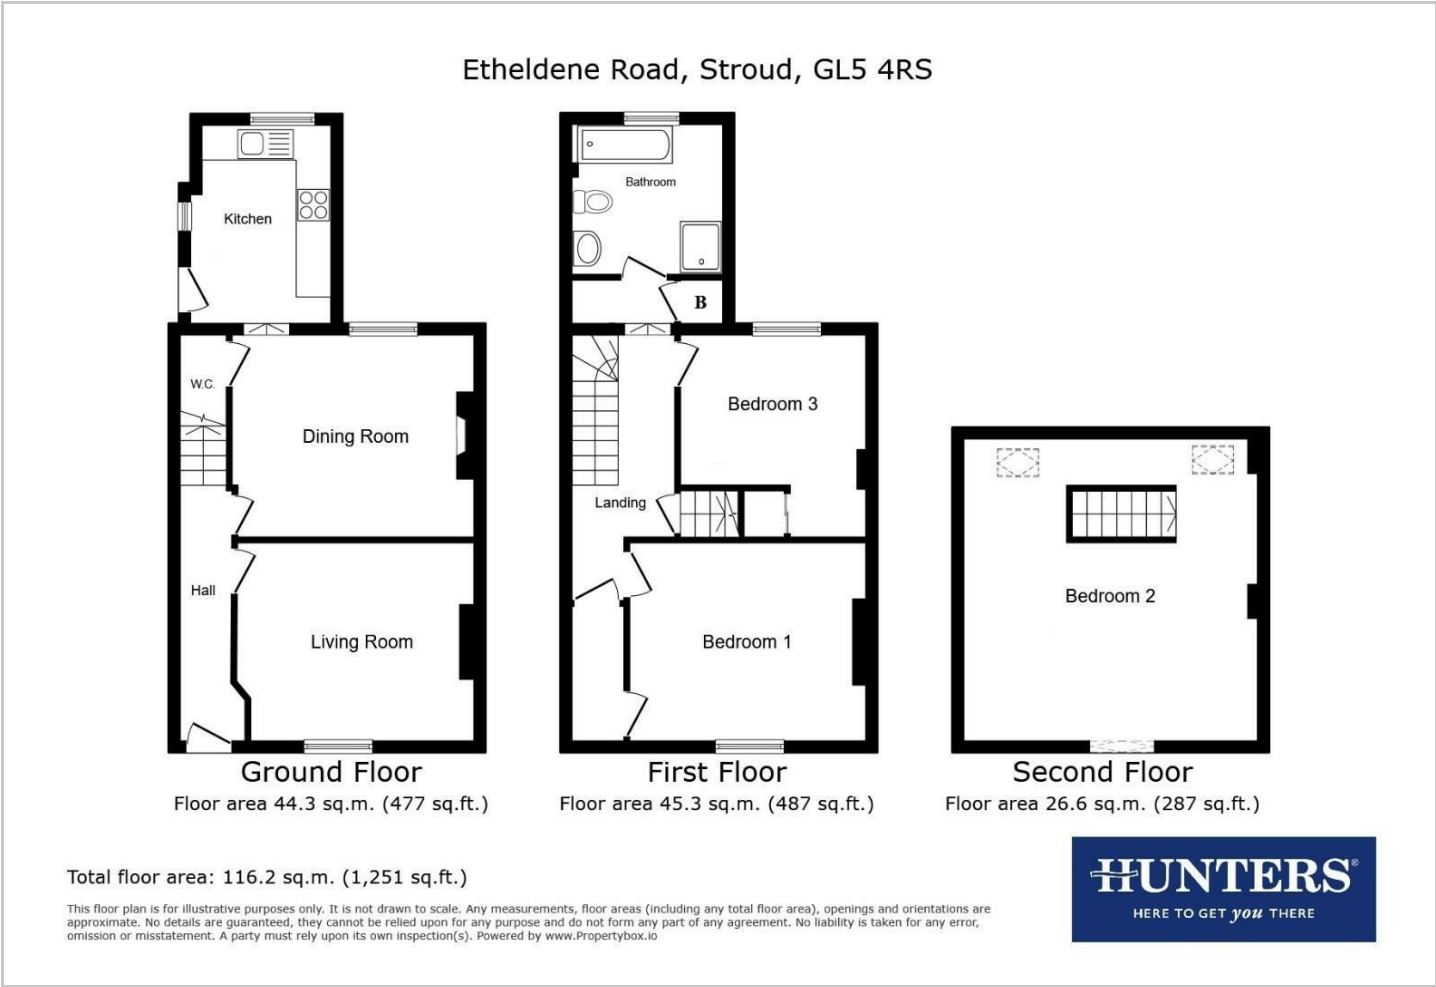 Etheldene Road, Stroud, GL5 4RS
Kitchen
W.C.
Dining Room
Hall
Living Room
Ground Floor
Floor area 44.3 sq.m. (477 sq.ft.)
Bathroom
B
Bedroom 3
Landing
Bedroom 1
First Floor
Floor area 45.3 sq.m. (487 sq.ft.)
Bedroom 2
Second Floor
Floor area 26.6 sq.m. (287 sq.ft.)
Total floor area: 116.2 sq.m. (1,251 sq.ft.)
This floor plan is for illustrative purposes only. It is not drawn to scale. Any measurements, floor areas (including any total floor area), openings and orientations are
approximate. No details are guaranteed, they cannot be relied upon for any purpose and do not form any part of any agreement. No liability is taken for any error,
omission or misstatement. A party must rely upon its own inspection(s). Powered by www.Propertybox.io
HUNTERS®
HERE TO GET you THERE